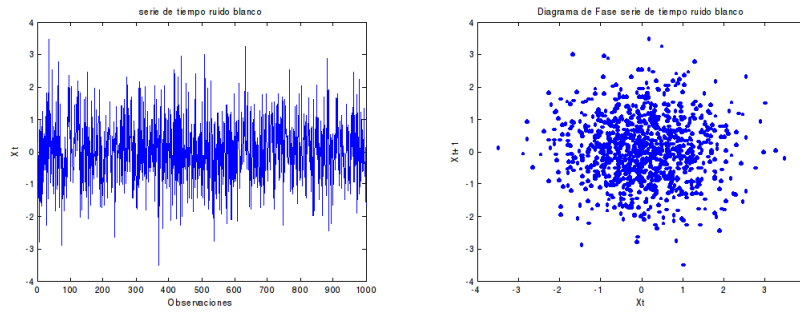 serie de tiempo ruido blanco
4
3
2
1
0
-1
-2
-3
-4
Xt
0 100 200 300 400 500 600 700 800 900 1000
Observaciones
Diagrama de Fase serie de tiempo ruido blanco
4
3
2
1
0
-1
-2
-3
-4
Xt+1
-4 -3 -2 -1 0 1 2 3
Xt